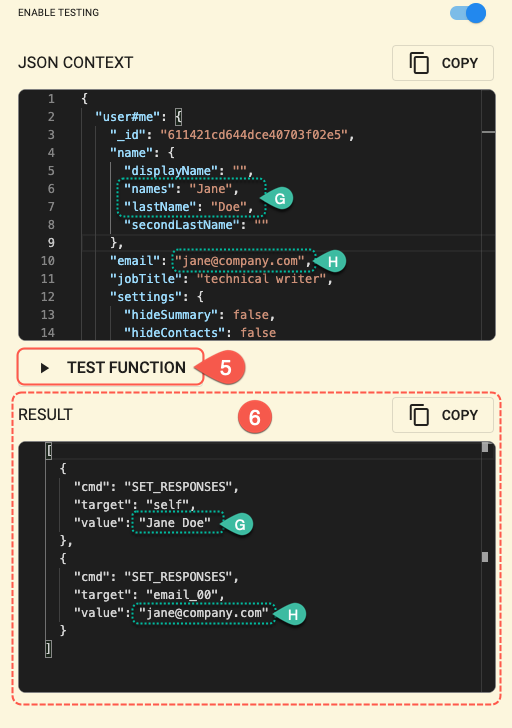 ENABLE TESTING
JSON CONTEXT
COPY
1 {
2 "user#me": {
3 "_id": "611421cd644dce40703f02e5",
4 "name": {
5 "displayName": "",
6 "names": "Jane",
G
7 "lastName": "Doe",
8 "secondLastName": ""
9 },
10 "email": "jane@company.com",
H
11 "jobTitle": "technical writer",
12 "settings": {
13 "hideSummary": false,
14 "hideContacts": false
TEST FUNCTION
5
RESULT
6
COPY
[
{
"cmd": "SET_RESPONSES",
"target": "self",
"value": "Jane Doe"
G
},
{
"cmd": "SET_RESPONSES",
"target": "email_00",
"value": "jane@company.com"
H
}
]